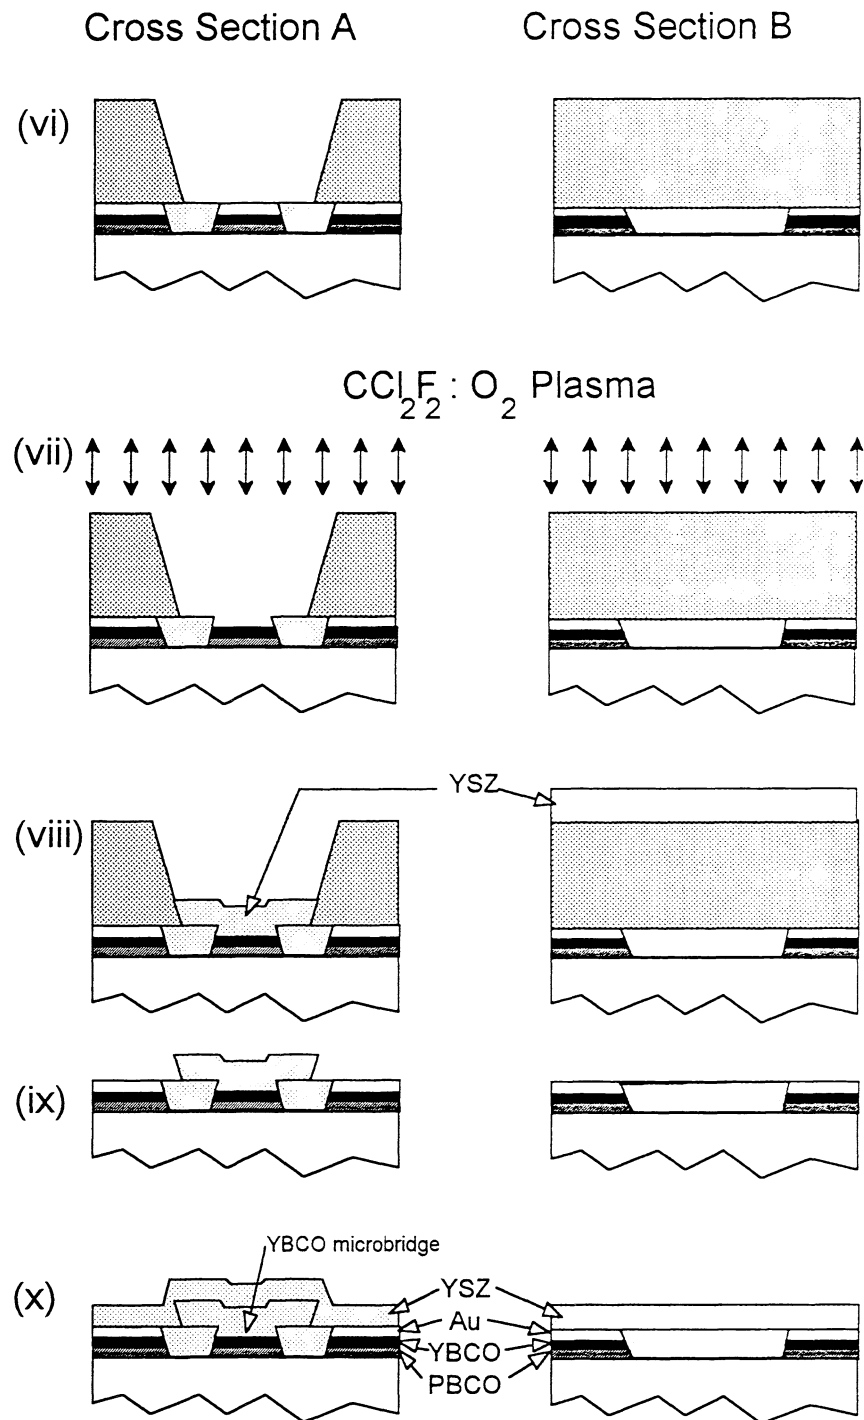 Cross Section A
Cross Section B
(vi)
CCl2F2 : O2 Plasma
(vii)
YSZ
(viii)
(ix)
YBCO microbridge
(x)
YSZ
Au
YBCO
PBCO